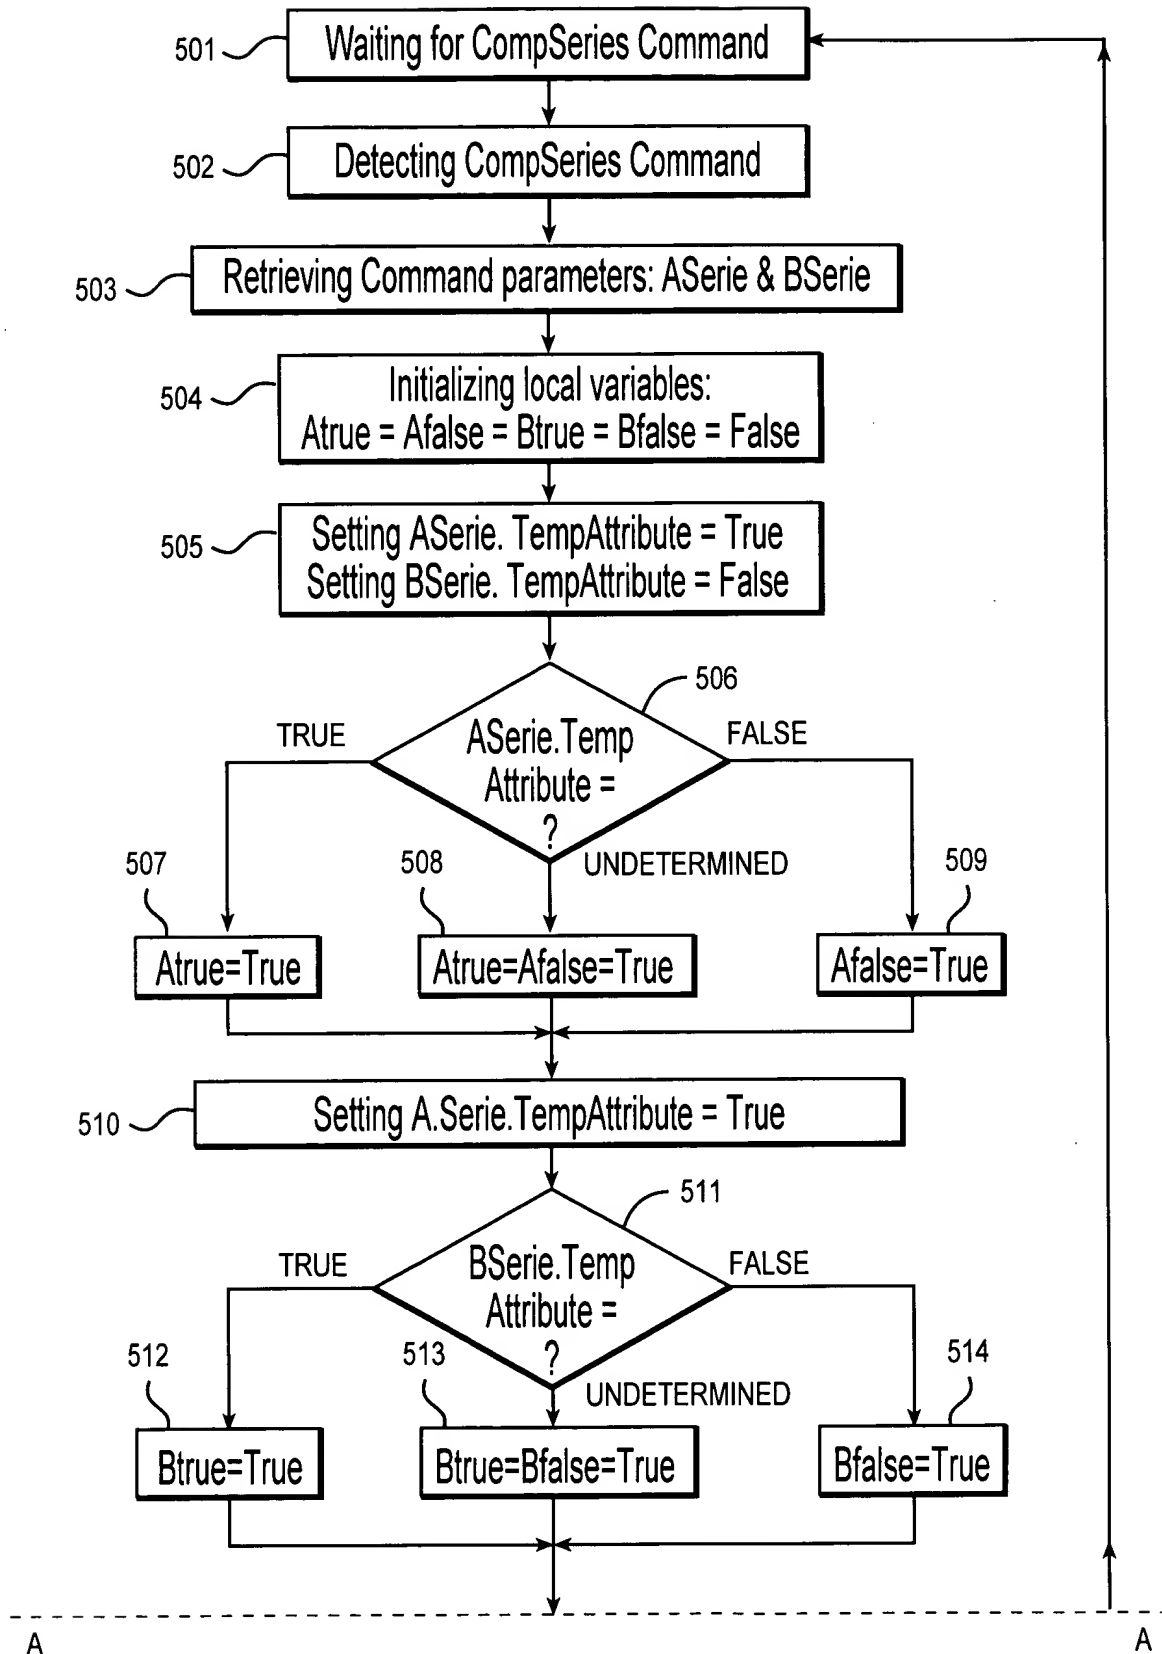 501
Waiting for CompSeries Command
502
Detecting CompSeries Command
503
Retrieving Command parameters: ASerie & BSerie
504
Initializing local variables:
Atrue = Afalse = Btrue = Bfalse = False
505
Setting ASerie. TempAttribute = True
Setting BSerie. TempAttribute = False
506
TRUE
ASerie.Temp
Attribute =
?
FALSE
UNDETERMINED
507
508
509
Atrue=True
Atrue=Afalse=True
Afalse=True
510
Setting A.Serie.TempAttribute = True
511
TRUE
BSerie.Temp
Attribute =
?
FALSE
UNDETERMINED
512
513
514
Btrue=True
Btrue=Bfalse=True
Bfalse=True
A
A